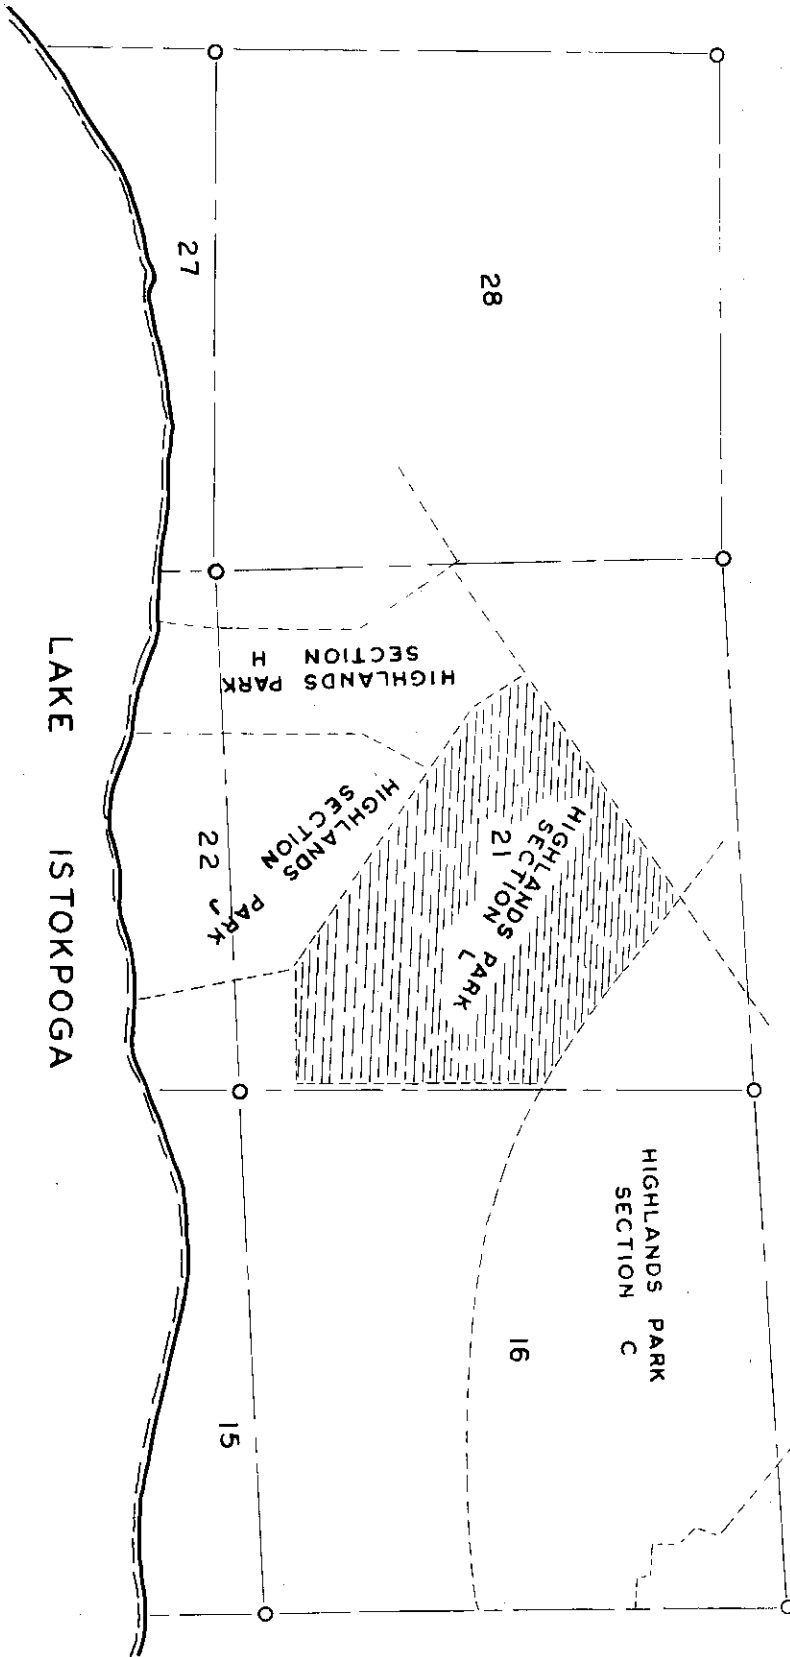 28
27
HIGHLANDS PARK
SECTION H
HIGHLANDS PARK
SECTION J
22
HIGHLANDS PARK
SECTION L
21
LAKE ISTOKPOGA
HIGHLANDS PARK
SECTION C
16
15